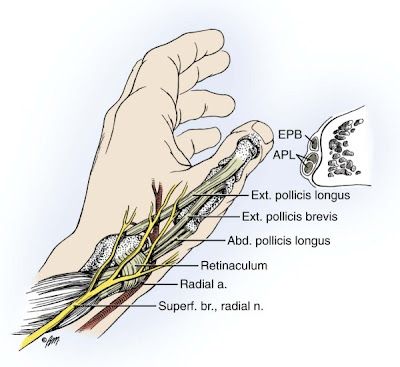 EPB
APL
Ext. pollicis longus
Ext. pollicis brevis
Abd. pollicis longus
Retinaculum
Radial a.
Superf. br., radial n.